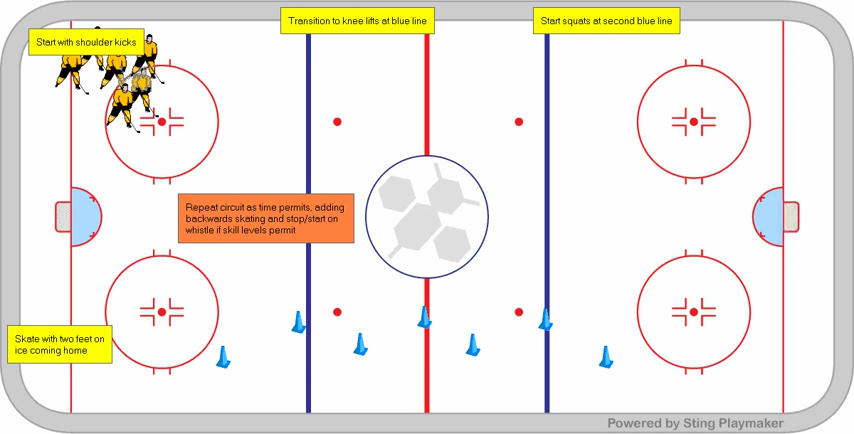 Transition to knee lifts at blue line
Start squats at second blue line
Start with shoulder kicks
Repeat circuit as time permits, adding
backwards skating and stop/start on
whistle if skill levels permit
Skate with two feet on
ice coming home
Powered by Sting Playmaker